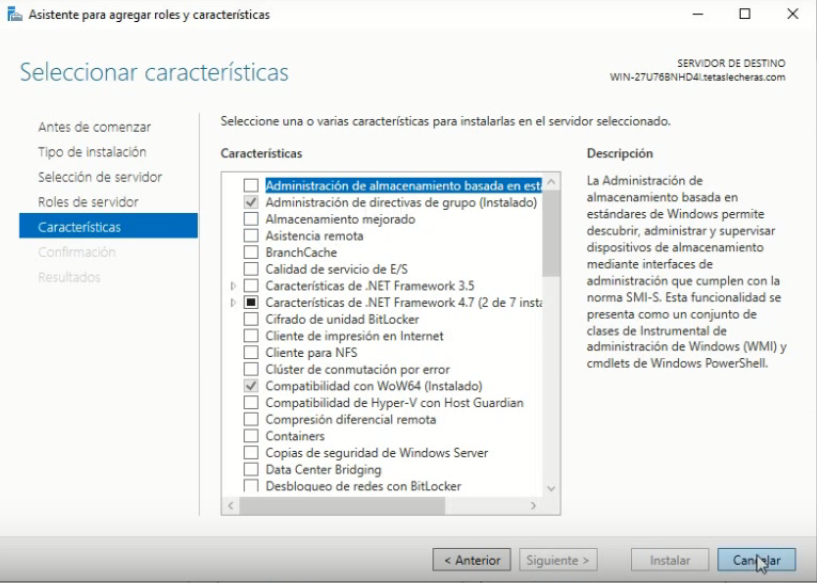 Asistente para agregar roles y características
Seleccionar características
SERVIDOR DE DESTINO
WIN-27U76BNHD4I.tetaslecheras.com
Antes de comenzar
Tipo de instalación
Selección de servidor
Roles de servidor
Características
Confirmación
Resultados
Seleccione una o varias características para instalarlas en el servidor seleccionado.
Características
Administración de almacenamiento basada en está
Administración de directivas de grupo (Instalado)
Almacenamiento mejorado
Asistencia remota
BranchCache
Calidad de servicio de E/S
Características de .NET Framework 3.5
Características de .NET Framework 4.7 (2 de 7 insta
Cifrado de unidad BitLocker
Cliente de impresión en Internet
Cliente para NFS
Clúster de conmutación por error
Compatibilidad con WoW64 (Instalado)
Compatibilidad de Hyper-V con Host Guardian
Compresión diferencial remota
Containers
Copias de seguridad de Windows Server
Data Center Bridging
Desbloqueo de redes con BitLocker
Descripción
La Administración de
almacenamiento basada en
estándares de Windows permite
descubrir, administrar y supervisar
dispositivos de almacenamiento
mediante interfaces de
administración que cumplen con la
norma SMI-S. Esta funcionalidad se
presenta como un conjunto de
clases de Instrumental de
administración de Windows (WMI) y
cmdlets de Windows PowerShell.
< Anterior
Siguiente >
Instalar
Cancelar